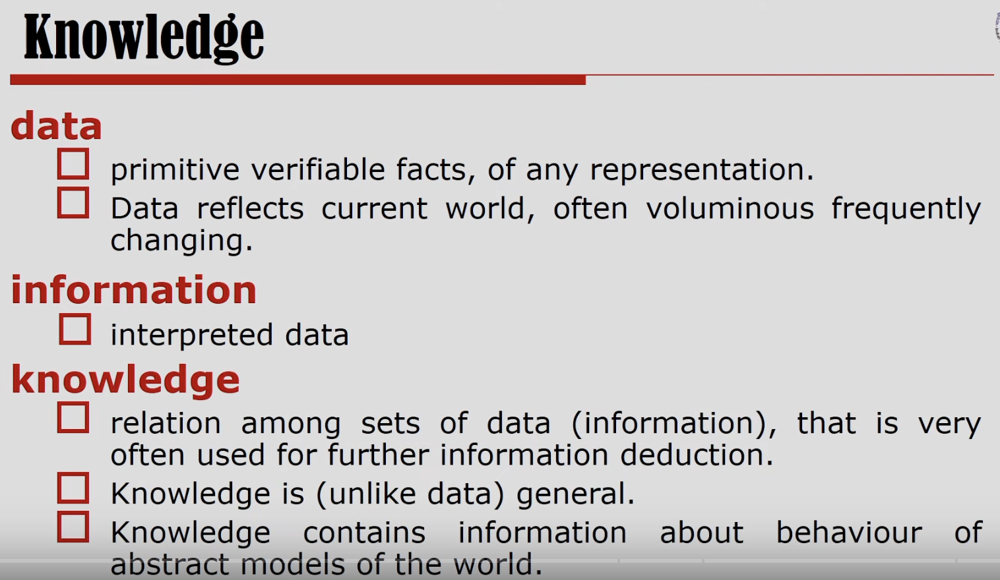 Knowledge
data
primitive verifiable facts, of any representation.
Data reflects current world, often voluminous frequently
changing.
information
interpreted data
knowledge
relation among sets of data (information), that is very
often used for further information deduction.
Knowledge is (unlike data) general.
Knowledge contains information about behaviour of
abstract models of the world.